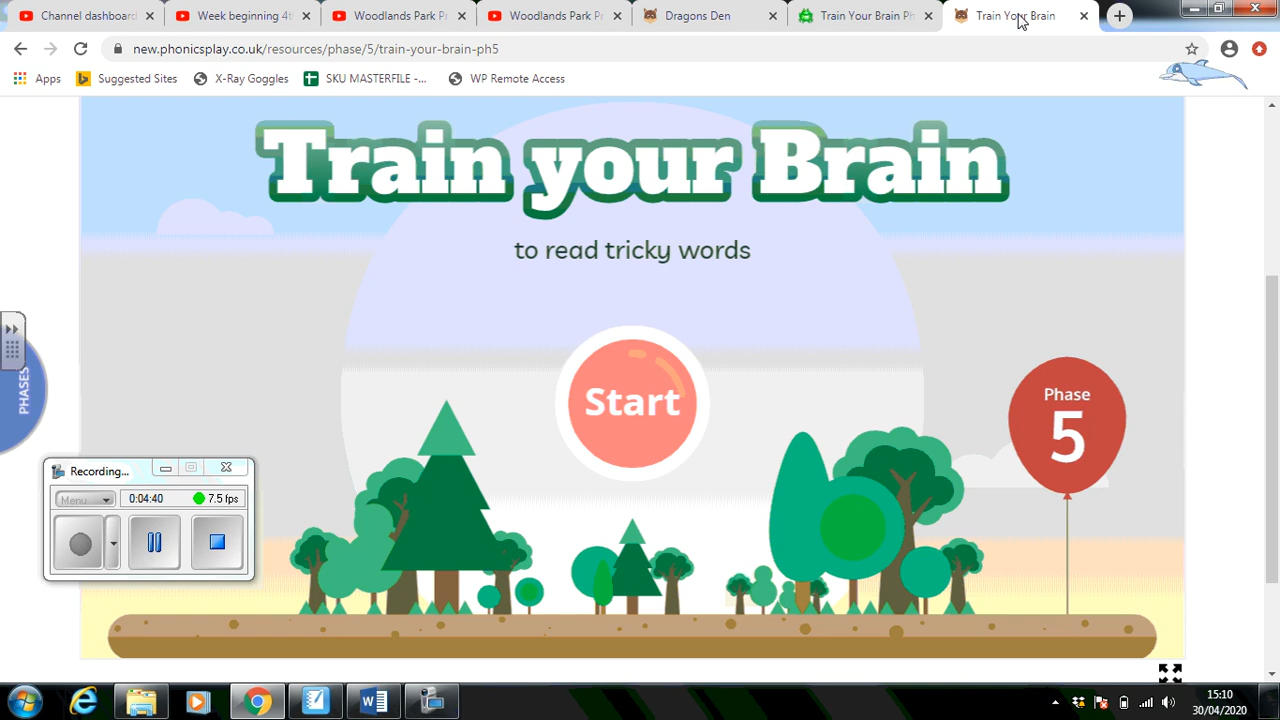 Channel dashboard
Week beginning 4t
Woodlands Park Pr
Woodlands Park Pr
Dragons Den
Train Your Brain Ph
Train Your Brain
new.phonicsplay.co.uk/resources/phase/5/train-your-brain-ph5
Apps
Suggested Sites
X-Ray Goggles
SKU MASTERFILE -...
WP Remote Access
Train your Brain
to read tricky words
Start
Phase
5
PHASES
Recording...
Menu
0:04:40
7.5 fps
15:10
30/04/2020